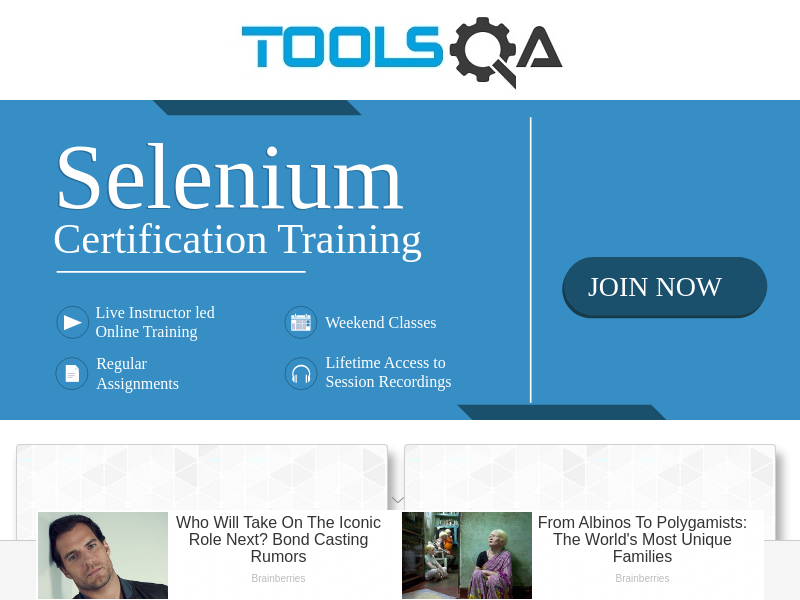 TOOLSQA
Selenium
Certification Training
JOIN NOW
Live Instructor led
Online Training
Weekend Classes
Regular
Assignments
Lifetime Access to
Session Recordings
Who Will Take On The Iconic
Role Next? Bond Casting
Rumors
Brainberries
From Albinos To Polygamists:
The World's Most Unique
Families
Brainberries